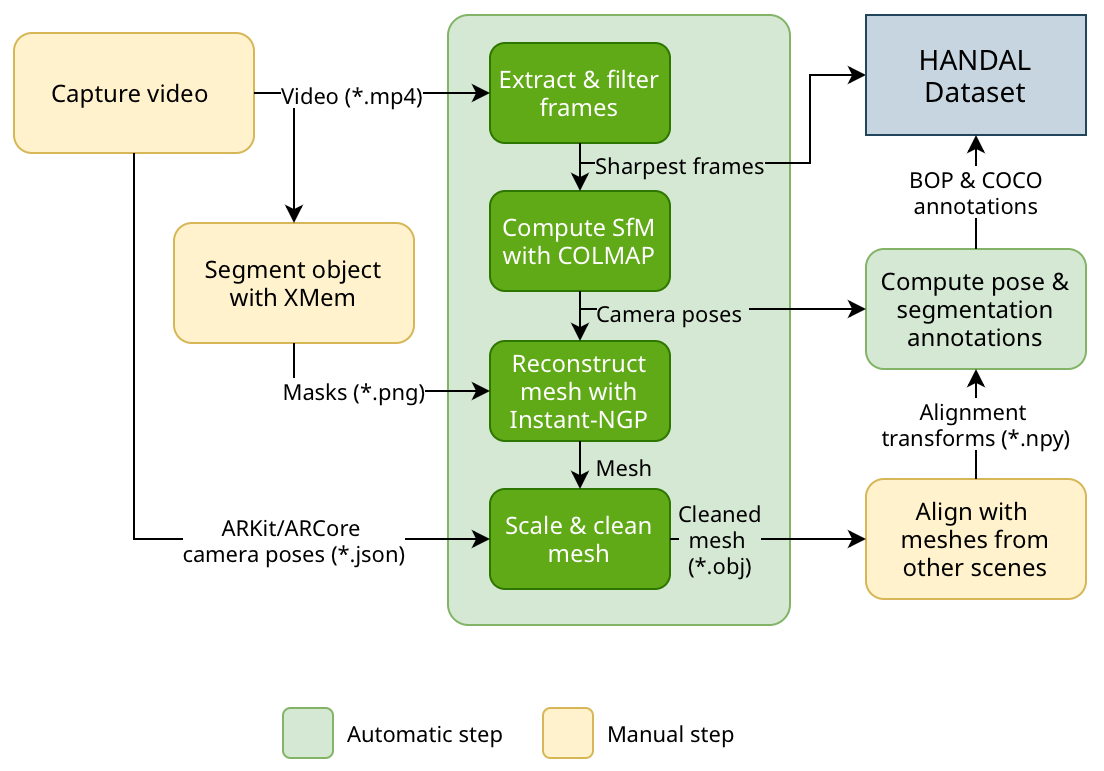 Capture video
Video (*.mp4)
Extract & filter
frames
HANDAL
Dataset
Sharpest frames
BOP & COCO
annotations
Segment object
with XMem
Compute SfM
with COLMAP
Camera poses
Compute pose &
segmentation
annotations
Masks (*.png)
Reconstruct
mesh with
Instant-NGP
Alignment
transforms (*.npy)
Mesh
ARKit/ARCore
camera poses (*.json)
Scale & clean
mesh
Cleaned
mesh
(*.obj)
Align with
meshes from
other scenes
Automatic step
Manual step